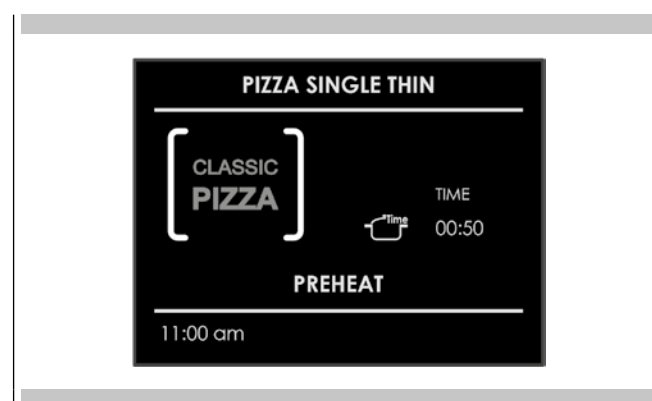 PIZZA SINGLE THIN
CLASSIC
PIZZA
TIME
Time
00:50
PREHEAT
11:00 am